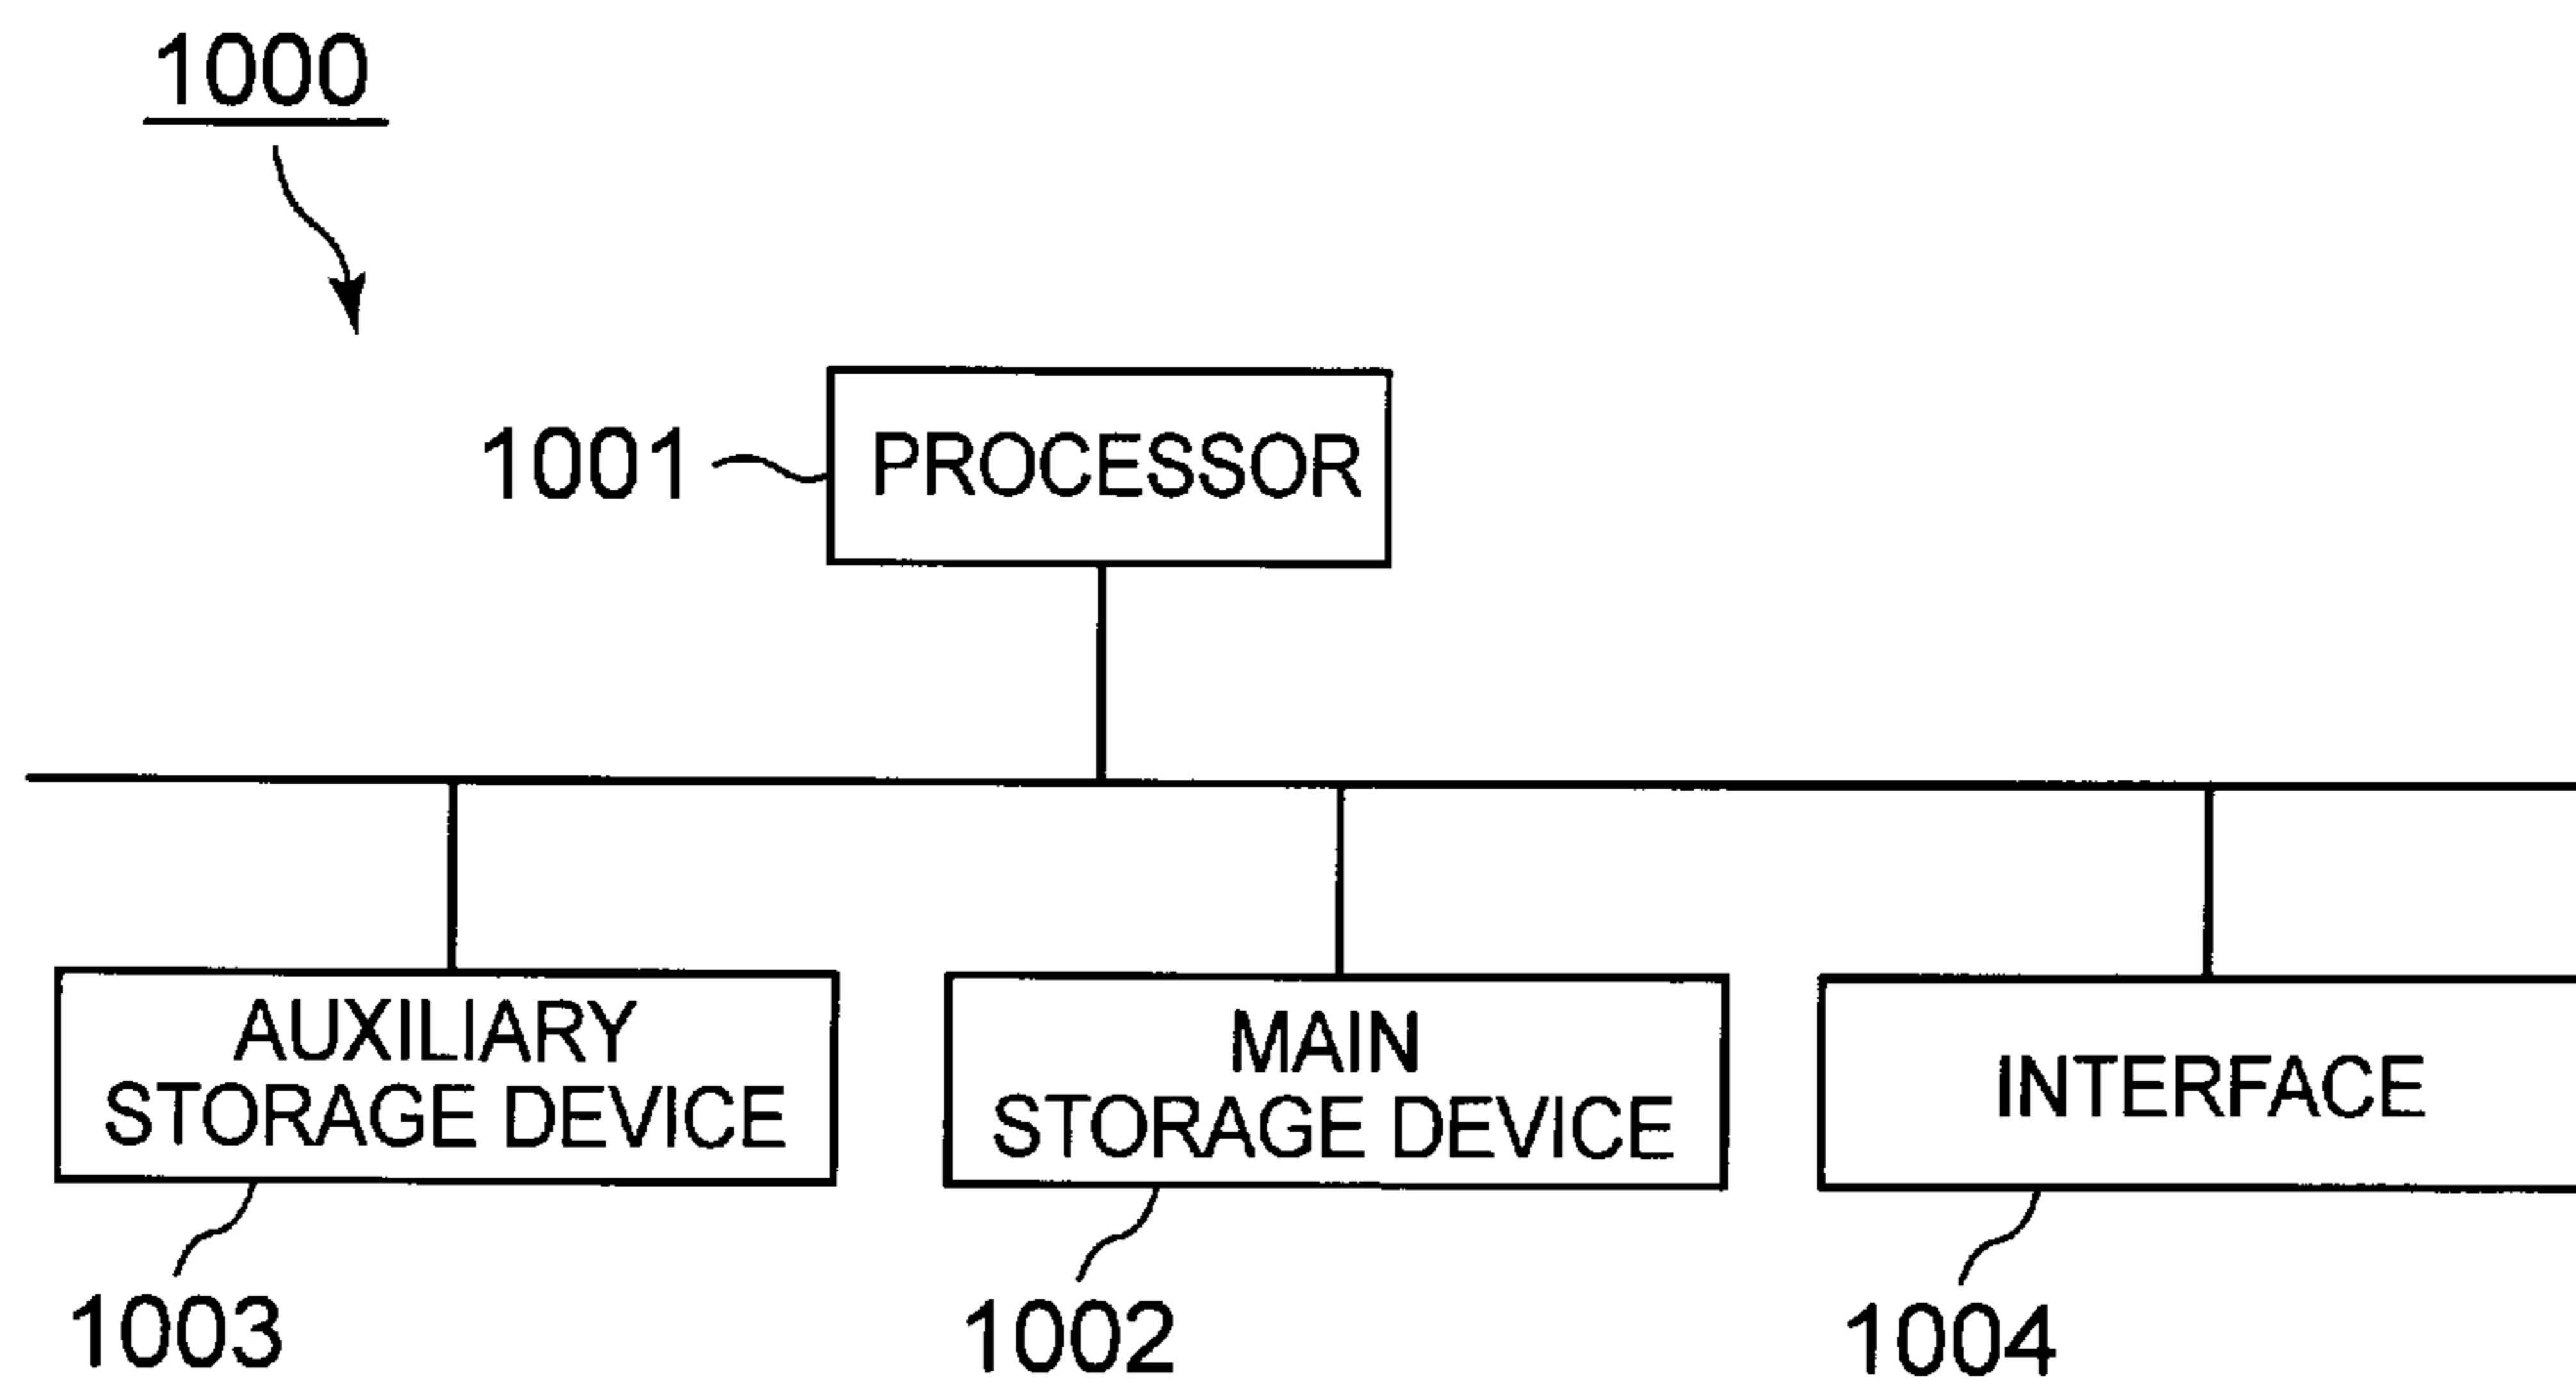 1000
1001
PROCESSOR
AUXILIARY
STORAGE DEVICE
MAIN
STORAGE DEVICE
INTERFACE
1003
1002
1004